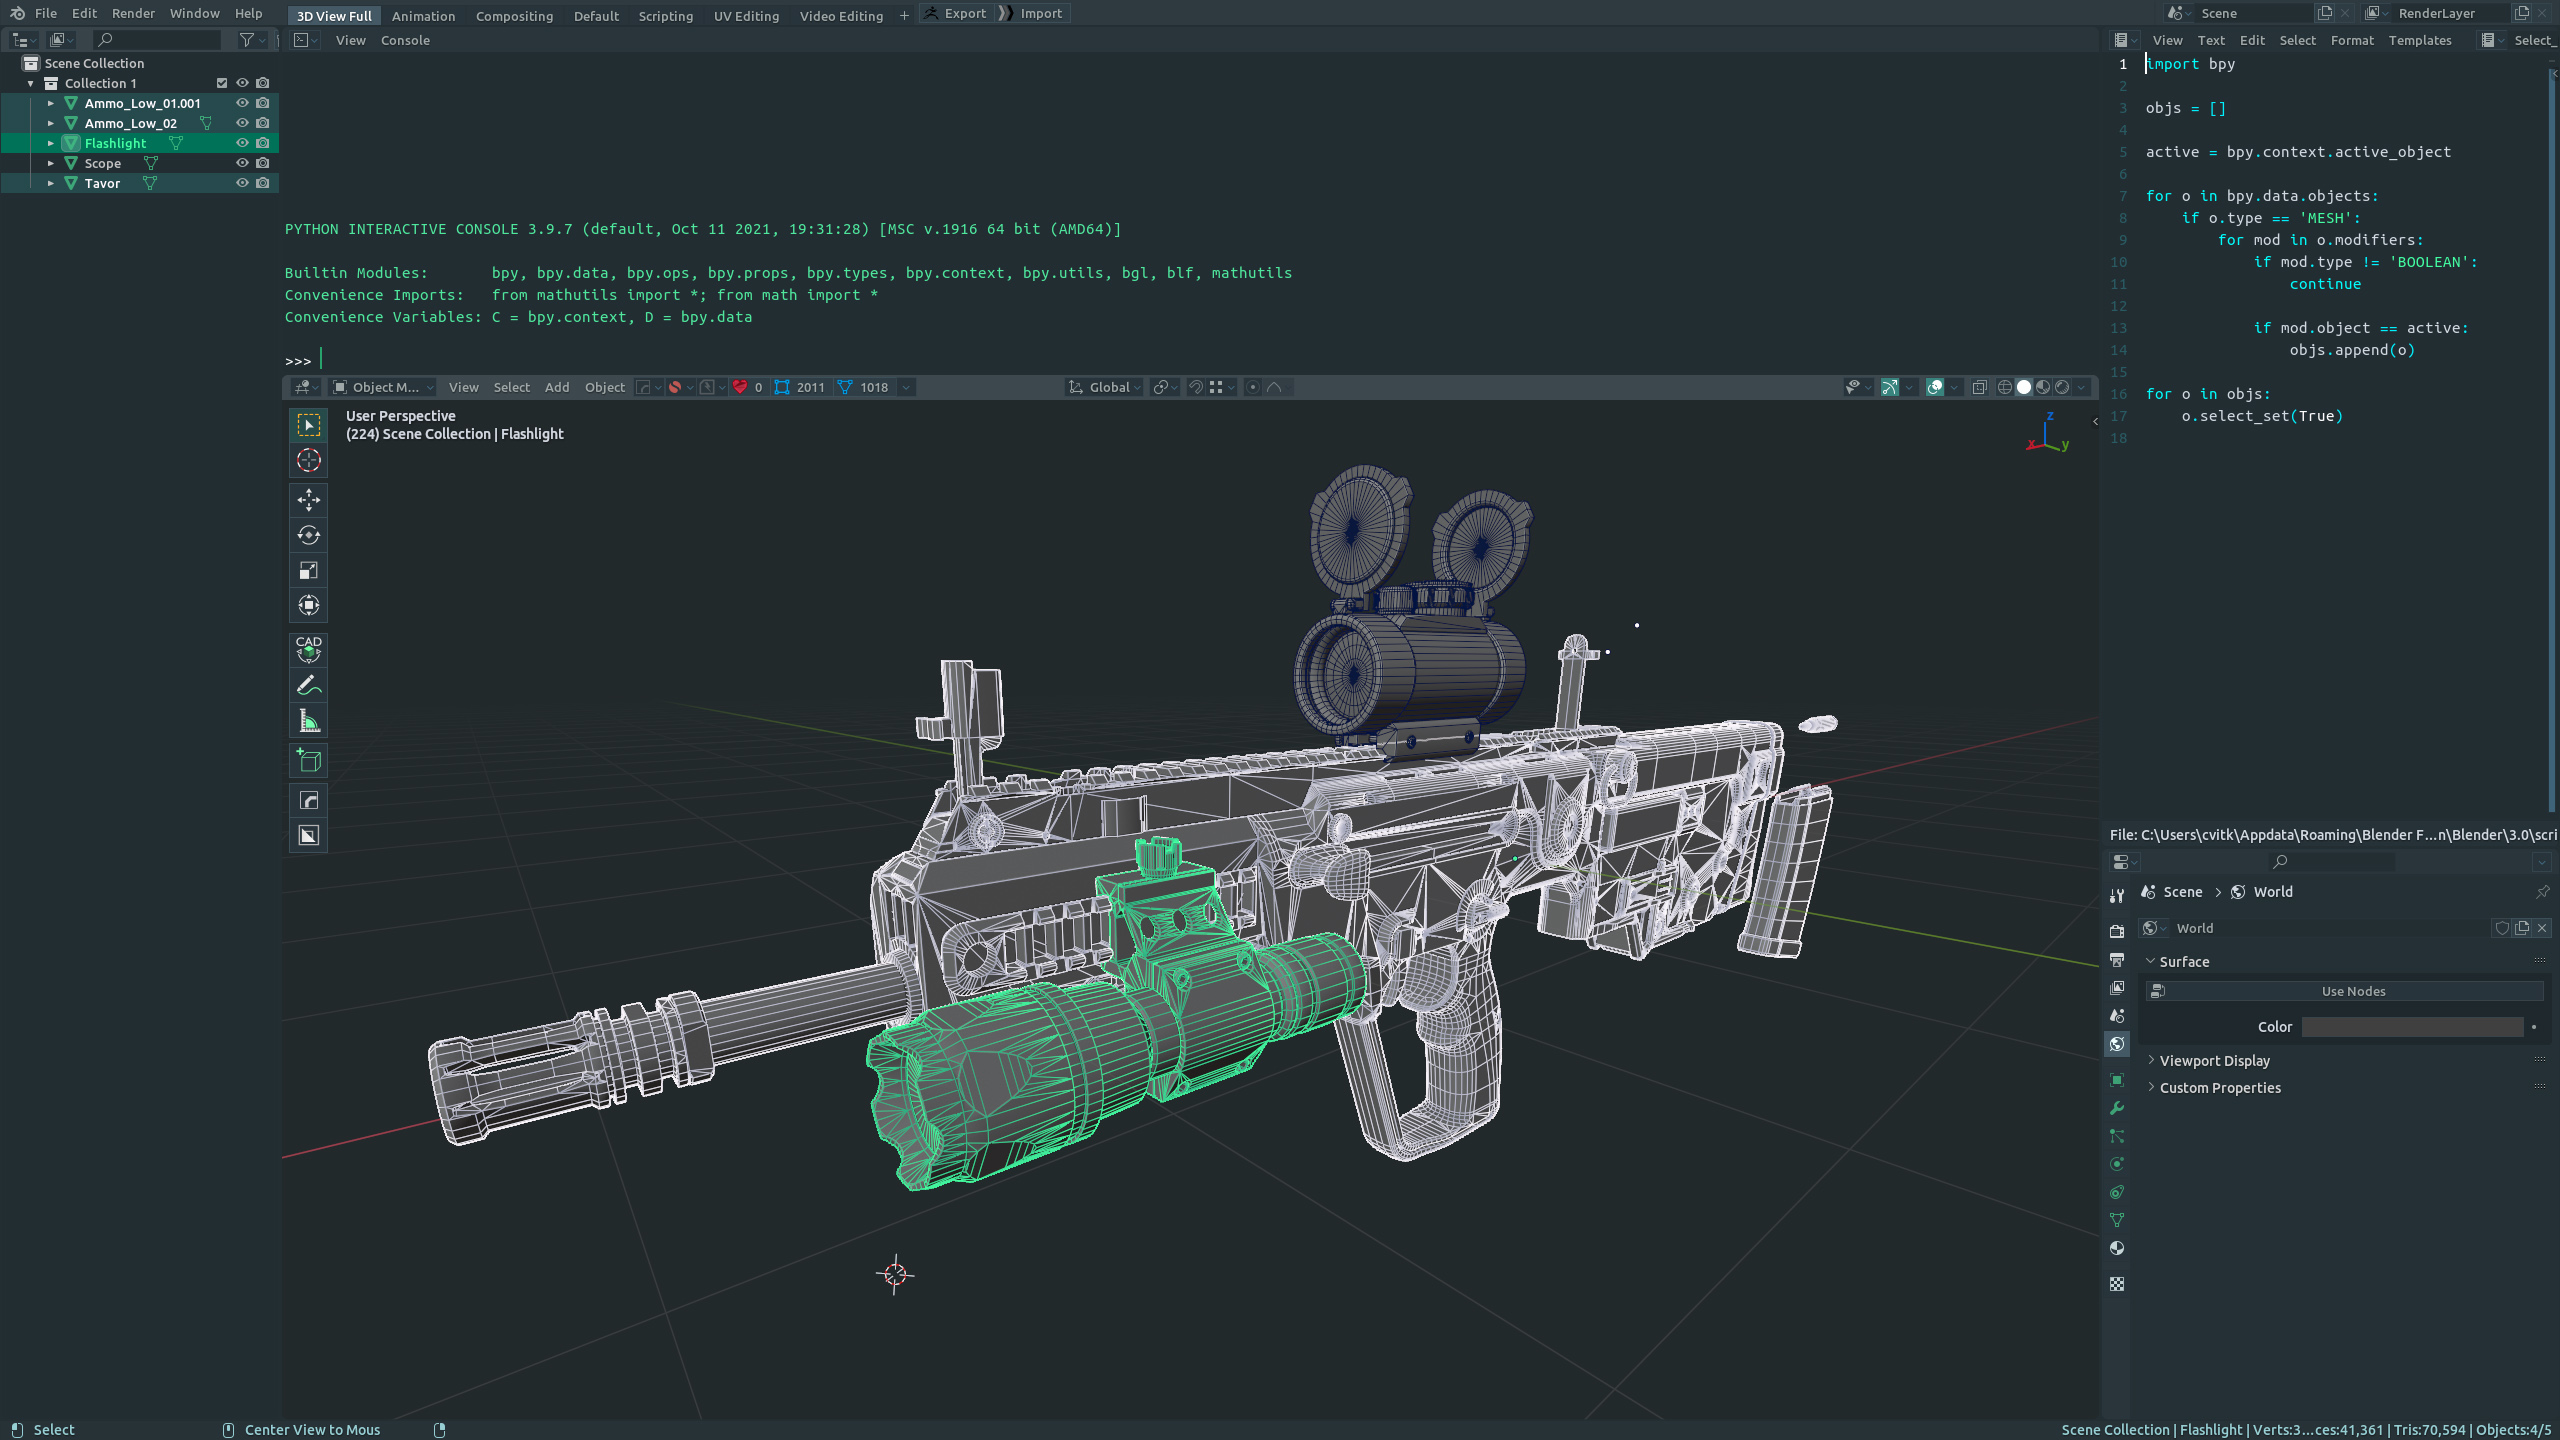 File Edit Render Window Help 3D View Full Animation Compositing Default Scripting UV Editing Video Editing + Export Import Scene RenderLayer
View Console
View Text Edit Select Format Templates Select_
Scene Collection
Collection 1
Ammo_Low_01.001
Ammo_Low_02
Flashlight
Scope
Tavor
PYTHON INTERACTIVE CONSOLE 3.9.7 (default, Oct 11 2021, 19:31:28) [MSC v.1916 64 bit (AMD64)]
Builtin Modules: bpy, bpy.data, bpy.ops, bpy.props, bpy.types, bpy.context, bpy.utils, bgl, blf, mathutils
Convenience Imports: from mathutils import *; from math import *
Convenience Variables: C = bpy.context, D = bpy.data
>>>
Object M... View Select Add Object 0 2011 1018 Global
User Perspective
(224) Scene Collection | Flashlight
CAD
z
x
y
1 import bpy
2
3 objs = []
4
5 active = bpy.context.active_object
6
7 for o in bpy.data.objects:
8 if o.type == 'MESH':
9 for mod in o.modifiers:
10 if mod.type != 'BOOLEAN':
11 continue
12
13 if mod.object == active:
14 objs.append(o)
15
16 for o in objs:
17 o.select_set(True)
18
File: C:\Users\cvitk\Appdata\Roaming\Blender F...n\Blender\3.0\scri
Scene > World
World
Surface
Use Nodes
Color
Viewport Display
Custom Properties
Select Center View to Mous
Scene Collection | Flashlight | Verts:3...ces:41,361 | Tris:70,594 | Objects:4/5